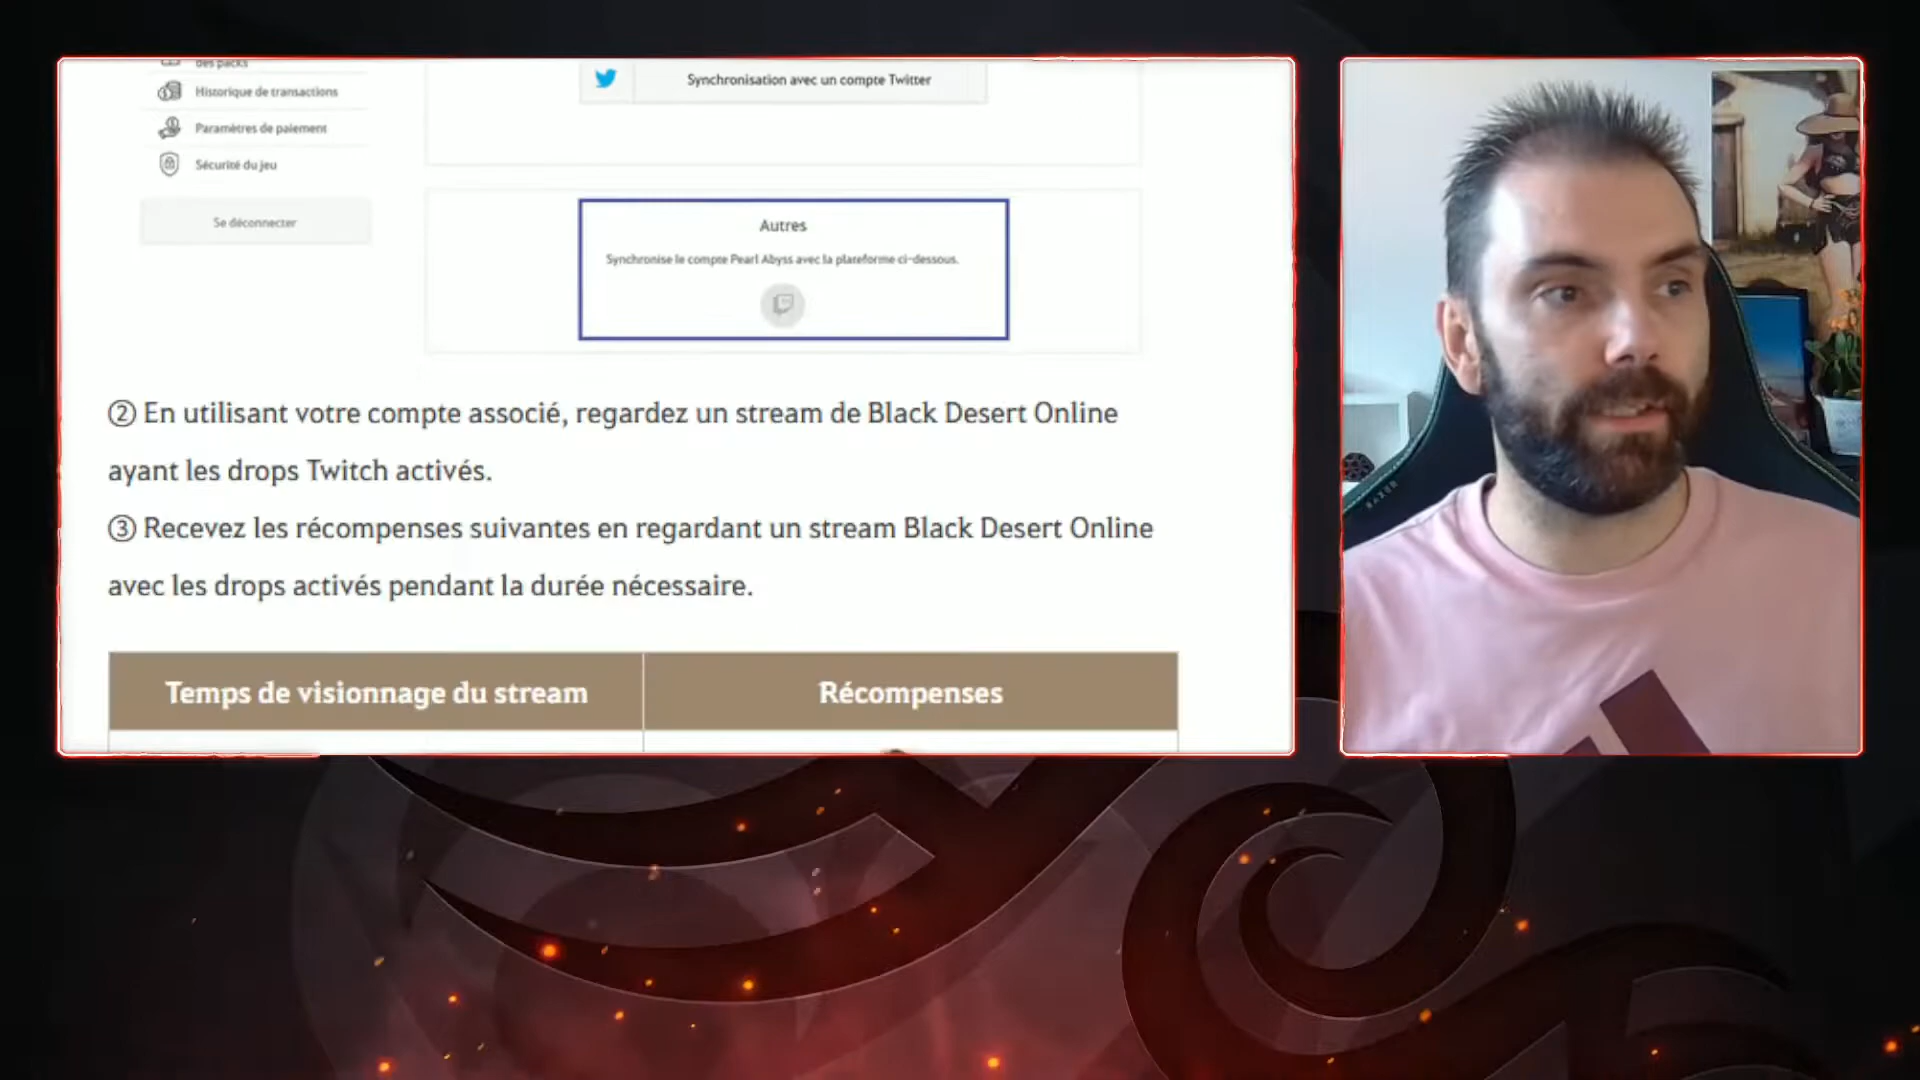 des packs
Historique de transactions
Paramètres de paiement
Sécurité du jeu
Se déconnecter
Synchronisation avec un compte Twitter
Autres
Synchronise le compte Pearl Abyss avec la plateforme ci-dessous.
② En utilisant votre compte associé, regardez un stream de Black Desert Online
ayant les drops Twitch activés.
③ Recevez les récompenses suivantes en regardant un stream Black Desert Online
avec les drops activés pendant la durée nécessaire.
Temps de visionnage du stream
Récompenses
RAZER